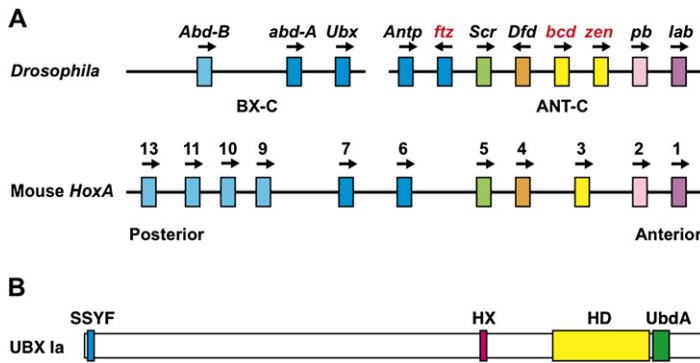 A
Abd-B abd-A Ubx Antp ftz Scr Dfd bcd zen pb lab
Drosophila
BX-C ANT-C
13 11 10 9 7 6 5 4 3 2 1
Mouse HoxA
Posterior Anterior
B
SSYF HX HD UbdA
UBX Ia